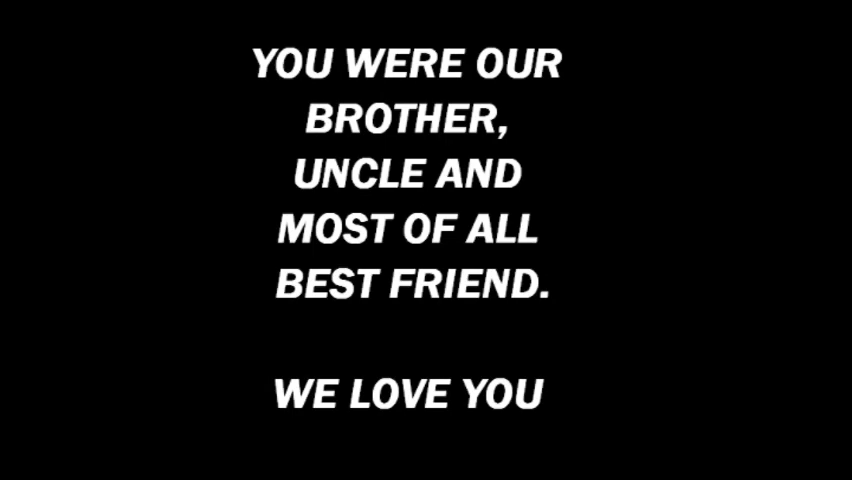 YOU WERE OUR
BROTHER,
UNCLE AND
MOST OF ALL
BEST FRIEND.
WE LOVE YOU